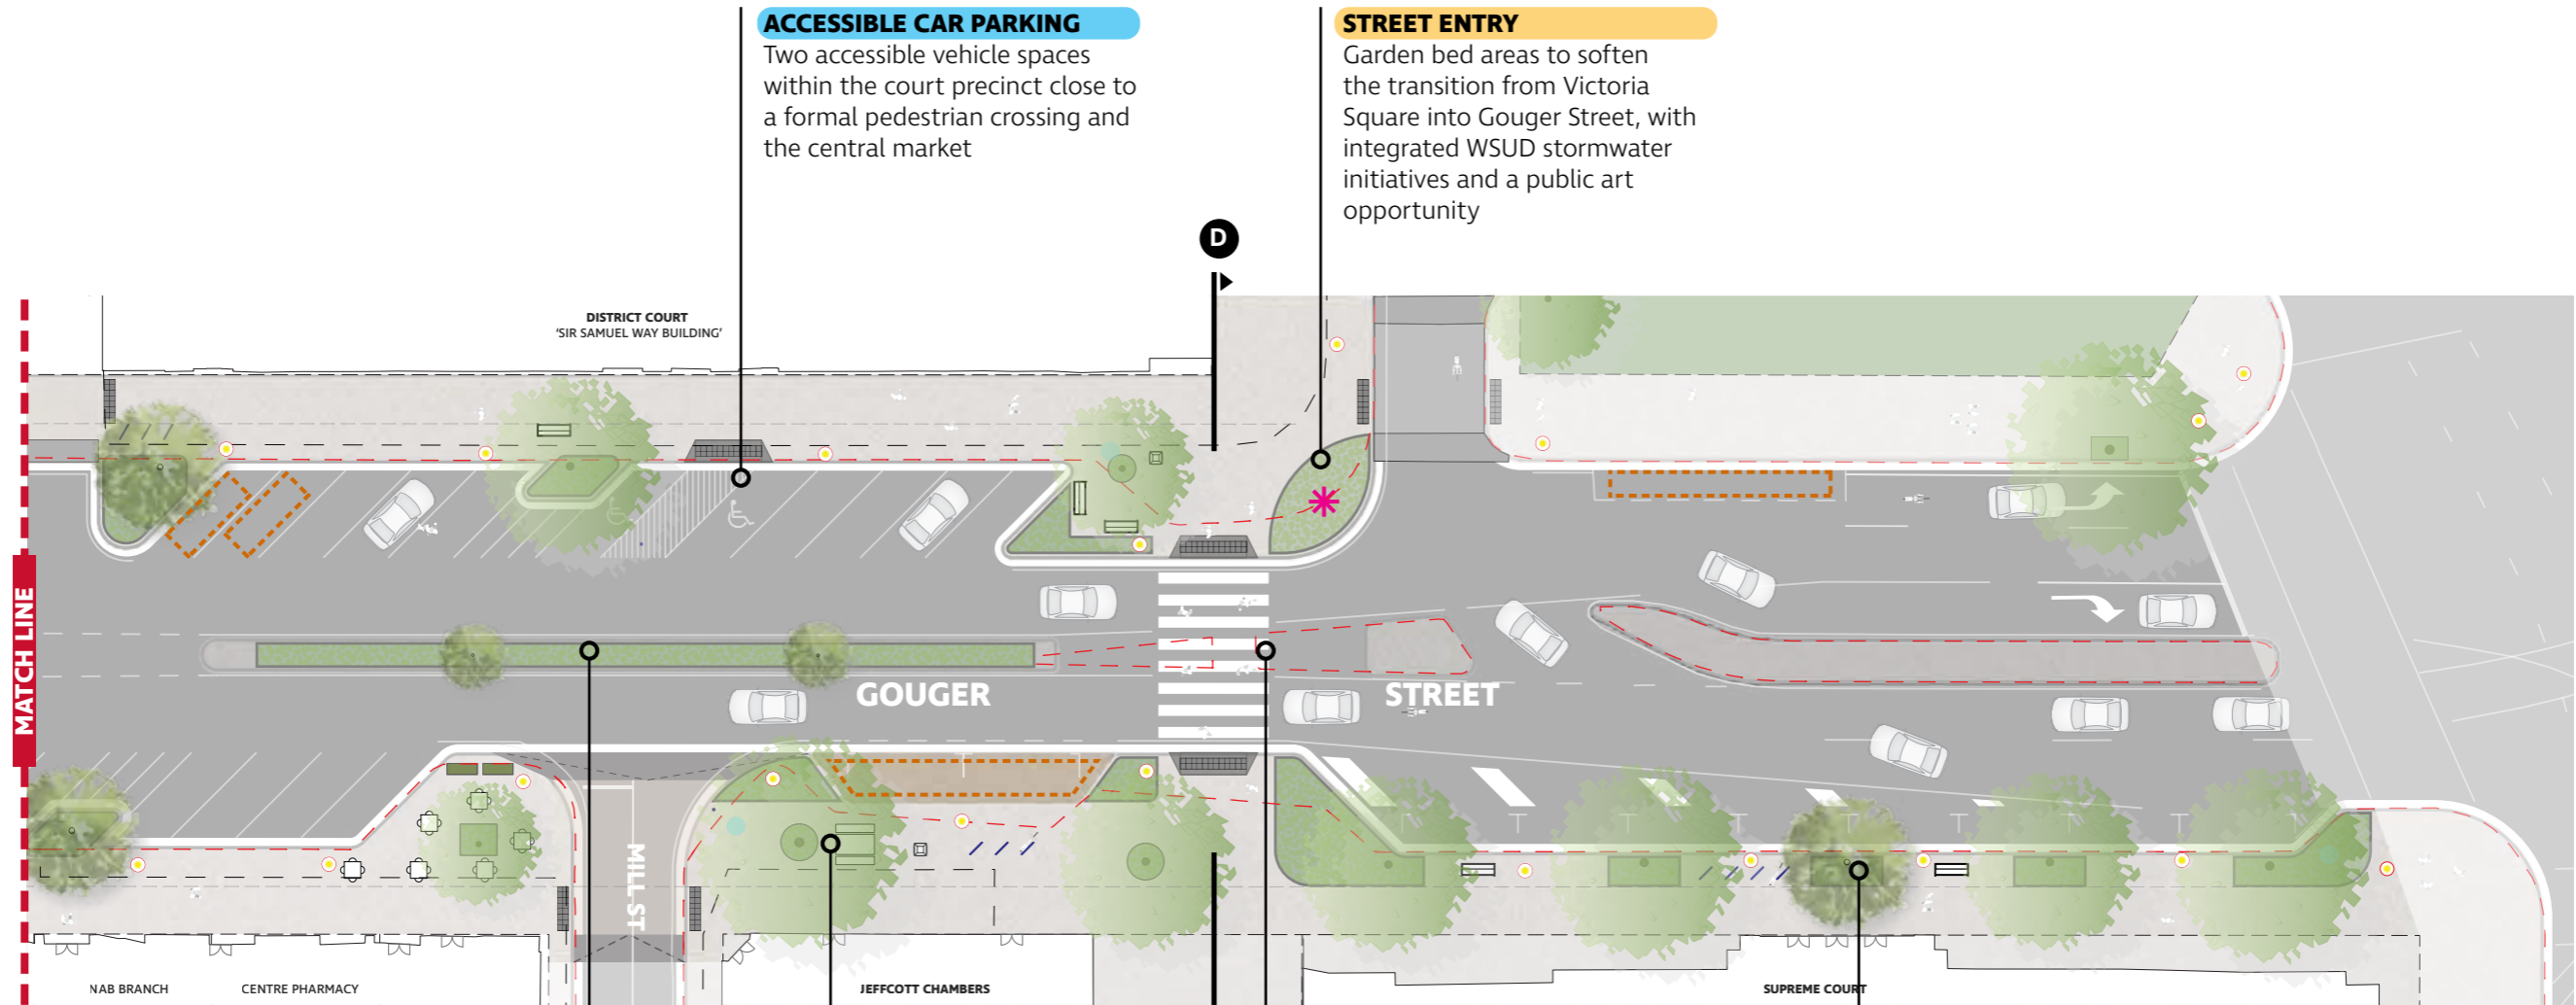 ACCESSIBLE CAR PARKING
Two accessible vehicle spaces
within the court precinct close to
a formal pedestrian crossing and
the central market
STREET ENTRY
Garden bed areas to soften
the transition from Victoria
Square into Gouger Street, with
integrated WSUD stormwater
initiatives and a public art
opportunity
D
DISTRICT COURT
‘SIR SAMUEL WAY BUILDING’
MATCH LINE
GOUGER STREET
MILL ST
NAB BRANCH
CENTRE PHARMACY
JEFFCOTT CHAMBERS
SUPREME COURT